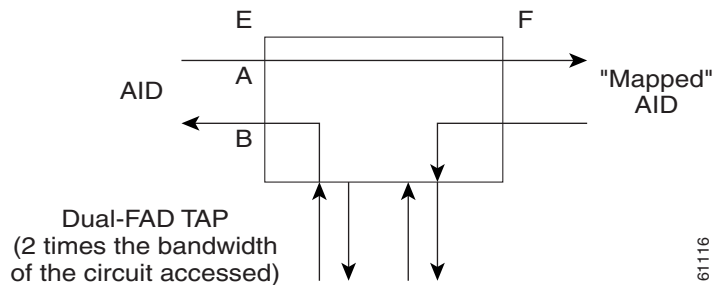 E
F
A
AID
"Mapped"
AID
B
Dual-FAD TAP
(2 times the bandwidth
of the circuit accessed)
61116